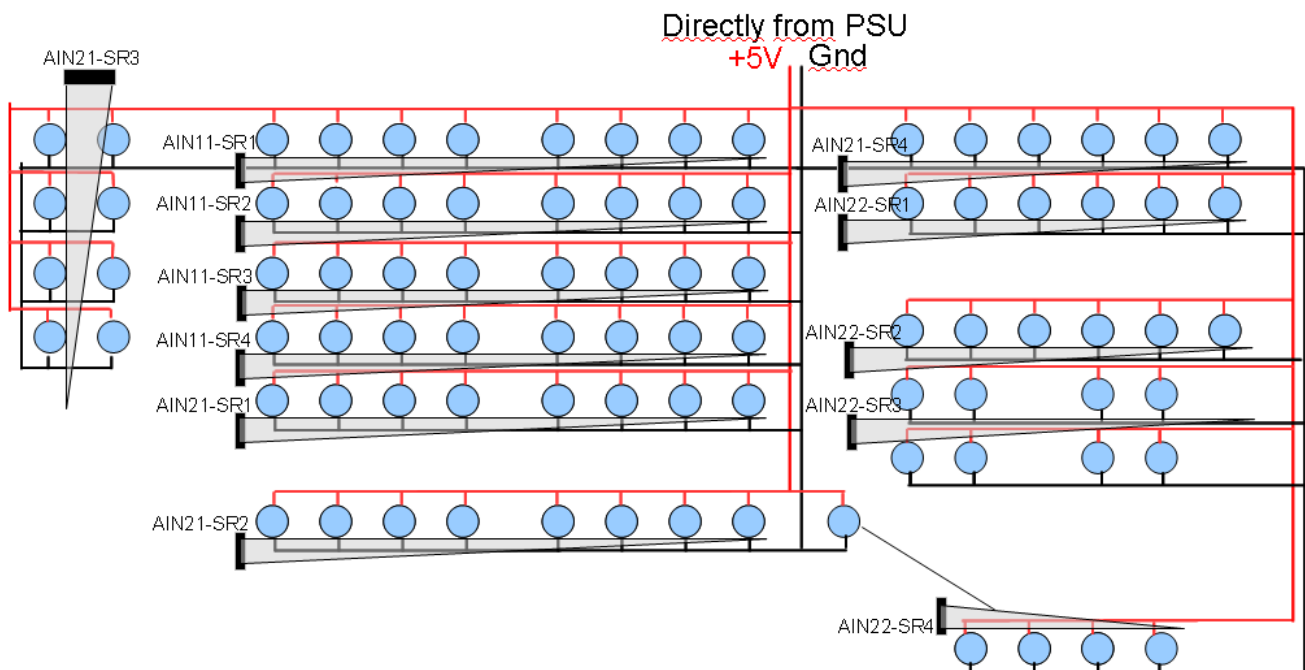 Directly from PSU
+5V Gnd
AIN21-SR3
AIN11-SR1
AIN21-SR4
AIN11-SR2
AIN22-SR1
AIN11-SR3
AIN11-SR4
AIN22-SR2
AIN21-SR1
AIN22-SR3
AIN21-SR2
AIN22-SR4